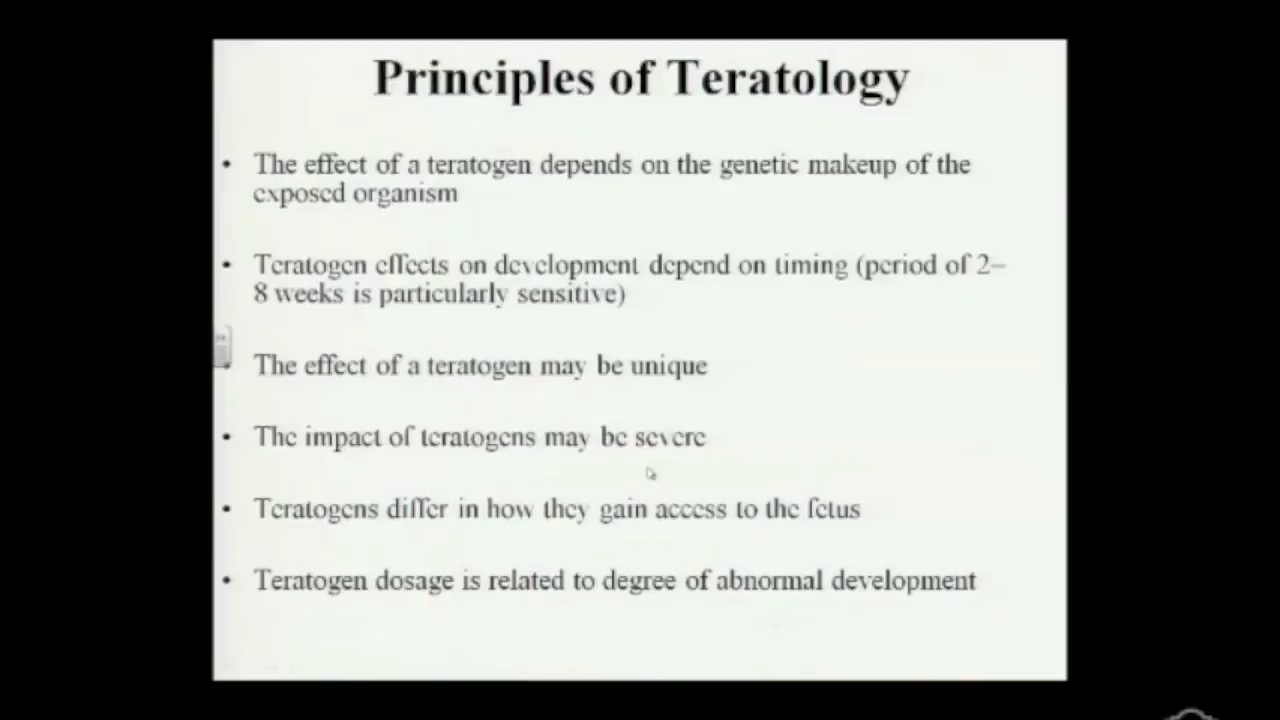 Principles of Teratology
• The effect of a teratogen depends on the genetic makeup of the
exposed organism
• Teratogen effects on development depend on timing (period of 2–
8 weeks is particularly sensitive)
• The effect of a teratogen may be unique
• The impact of teratogens may be severe
• Teratogens differ in how they gain access to the fetus
• Teratogen dosage is related to degree of abnormal development